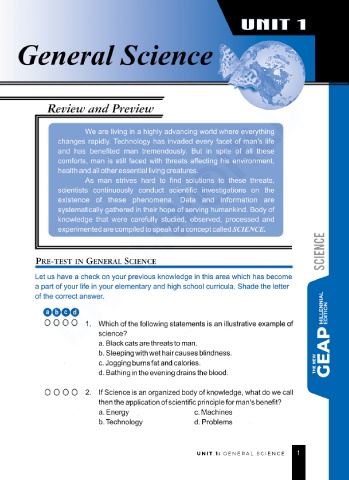 UNIT 1
General Science
Review and Preview
We are living in a highly advancing world where everything
changes rapidly. Technology has invaded every facet of man's life
and has benefited man tremendously. But in spite of all these
comforts, man is still faced with threats affecting his environment,
health and all other essential living creatures.
As man strives hard to find solutions to these threats,
scientists continuously conduct scientific investigations on the
existence of these phenomena. Data and information are
systematically gathered in their hope of serving humankind. Body of
knowledge that were carefully studied, observed, processed and
experimented are compiled to speak of a concept called SCIENCE.
PRE-TEST IN GENERAL SCIENCE
Let us have a check on your previous knowledge in this area which has become
a part of your life in your elementary and high school curricula. Shade the letter
of the correct answer.
a b c d
1. Which of the following statements is an illustrative example of
science?
a. Black cats are threats to man.
b. Sleeping with wet hair causes blindness.
c. Jogging burns fat and calories.
d. Bathing in the evening drains the blood.
2. If Science is an organized body of knowledge, what do we call
then the application of scientific principle for man's benefit?
a. Energy c. Machines
b. Technology d. Problems
SCIENCE
THE NEW
GEAP
MILLENNIAL
EDITION
UNIT 1: GENERAL SCIENCE 1